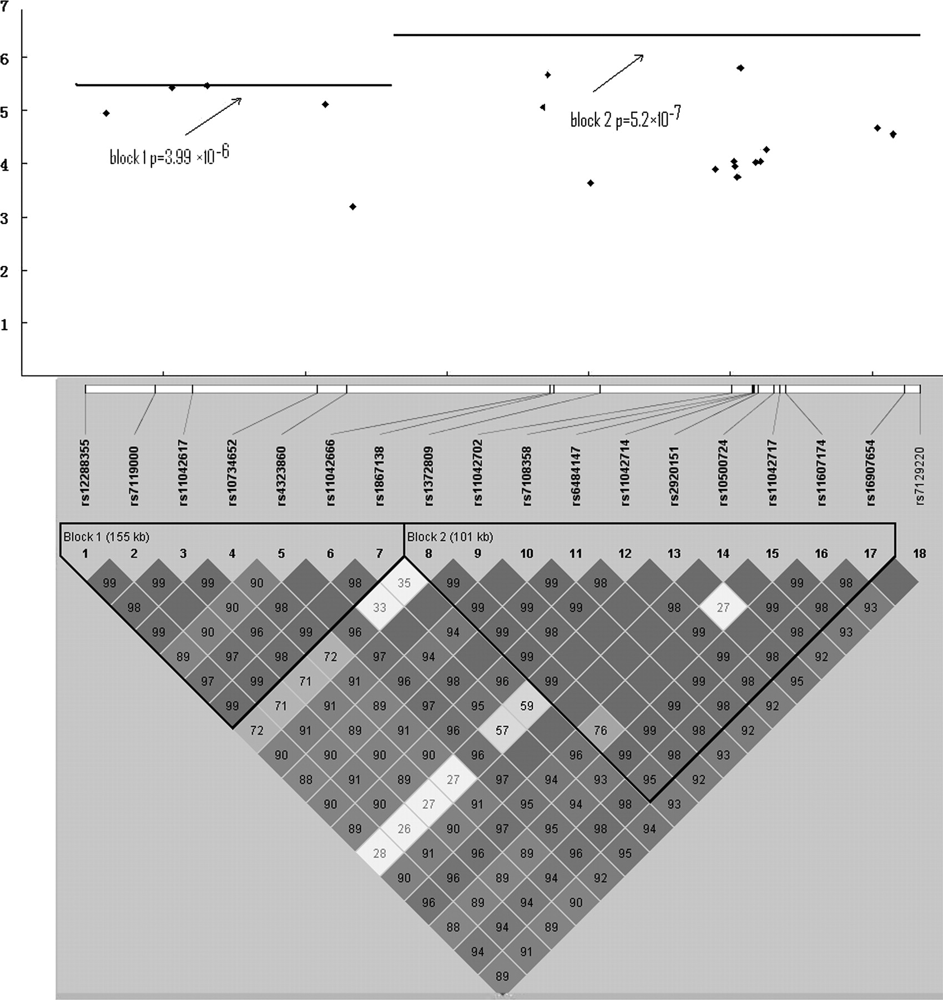 7
6
5
4
3
2
1
block 2 p=5.2×10-7
block 1 p=3.99 ×10-6
rs12288355
rs7119000
rs11042617
rs10734652
rs4323860
rs11042666
rs1867138
rs1372809
rs11042702
rs7108358
rs6484147
rs11042714
rs2920151
rs10500724
rs11042717
rs11607174
rs16907654
rs7129220
Block 1 (155 kb) Block 2 (101 kb)
1 2 3 4 5 6 7 8 9 10 11 12 13 14 15 16 17 18
99 99 99 90 98 35 99 99 98 99 98
98 90 98 33 99 99 99 98 27 99 98 93
99 90 96 99 96 94 99 98 99 98 93
89 97 98 72 97 94 99 99 98 92
97 99 71 91 96 98 96 99 99 98 95
99 71 91 89 97 95 59 99 98 92
72 91 89 91 96 57 76 99 98 92
90 90 90 90 96 96 99 98 93
88 91 89 27 97 94 93 95 92
90 90 27 91 95 94 98 93
89 26 90 97 95 98 94
28 91 96 89 96 95
90 96 89 94 92
96 89 94 90
88 94 89
94 91
89